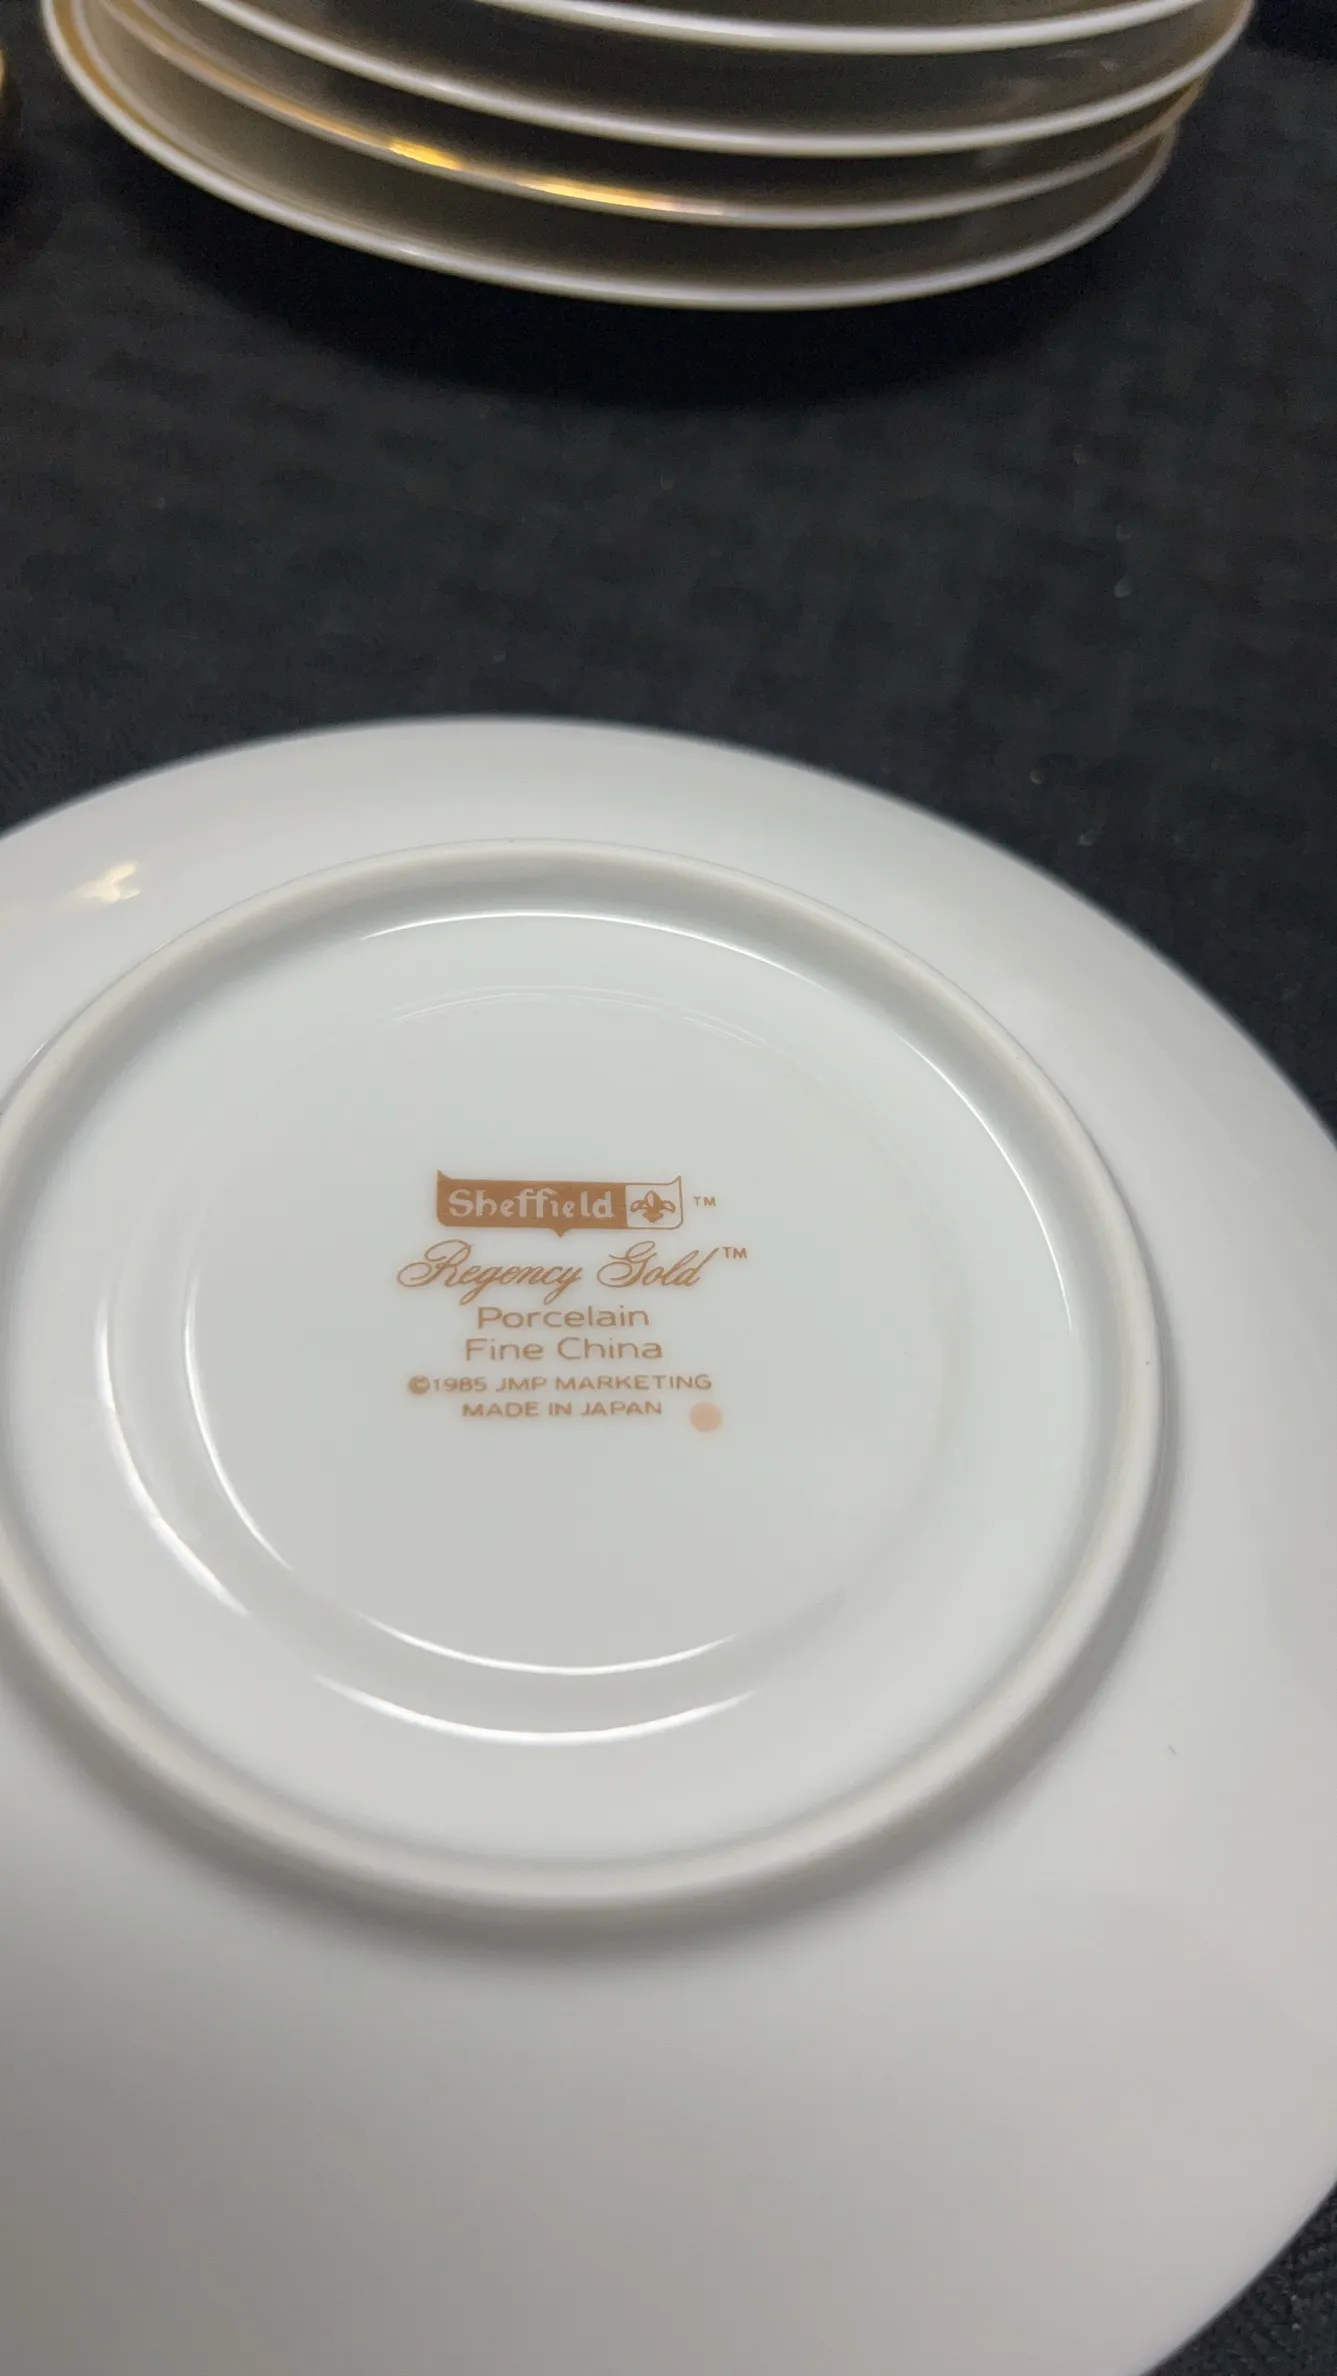 Sheffield ™
Regency Gold™
Porcelain
Fine China
©1985 JMP MARKETING
MADE IN JAPAN